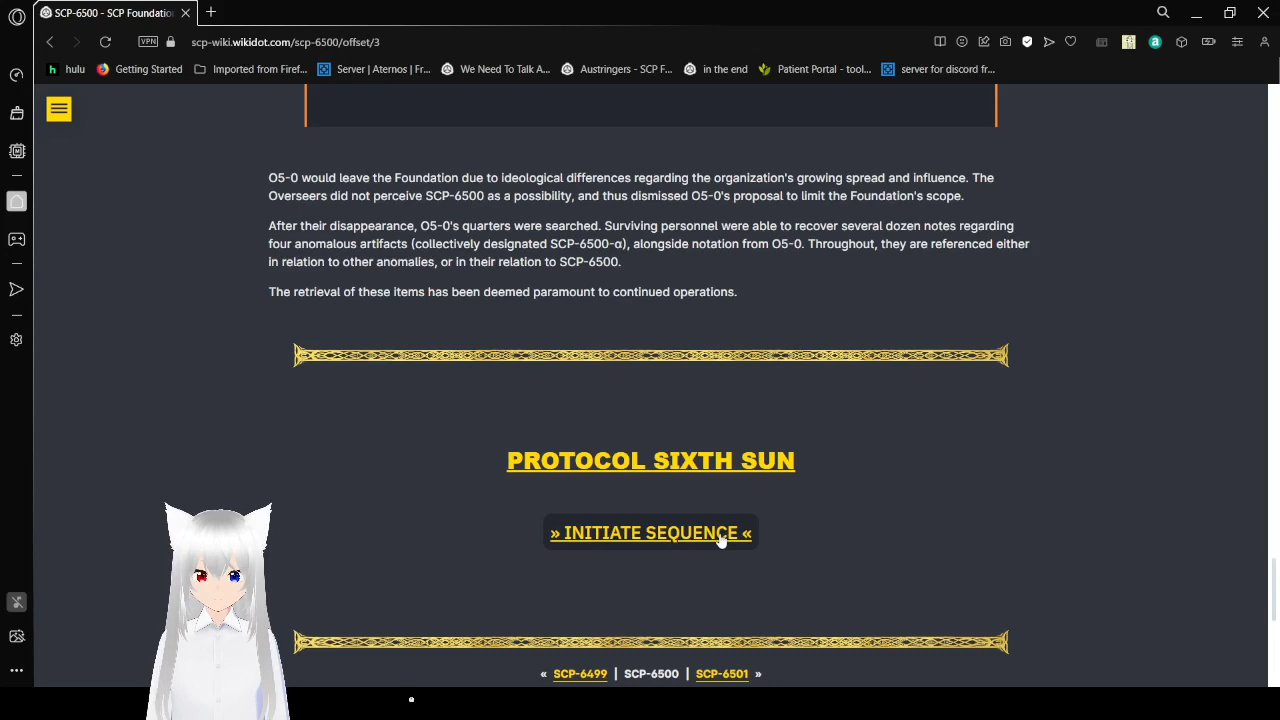 SCP-6500 - SCP Foundatio
scp-wiki.wikidot.com/scp-6500/offset/3
VPN
hulu
Getting Started
Imported from Firef...
Server | Aternos | Fr...
We Need To Talk A...
Austringers - SCP F...
in the end
Patient Portal - tool...
server for discord fr...
O5-0 would leave the Foundation due to ideological differences regarding the organization's growing spread and influence. The
Overseers did not perceive SCP-6500 as a possibility, and thus dismissed O5-0's proposal to limit the Foundation's scope.
After their disappearance, O5-0's quarters were searched. Surviving personnel were able to recover several dozen notes regarding
four anomalous artifacts (collectively designated SCP-6500-α), alongside notation from O5-0. Throughout, they are referenced either
in relation to other anomalies, or in their relation to SCP-6500.
The retrieval of these items has been deemed paramount to continued operations.
PROTOCOL SIXTH SUN
» INITIATE SEQUENCE «
« SCP-6499 | SCP-6500 | SCP-6501 »